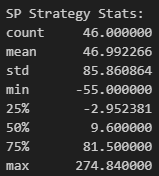 SP Strategy Stats:
count 46.000000
mean 46.992266
std 85.860864
min -55.000000
25% -2.952381
50% 9.600000
75% 81.500000
max 274.840000